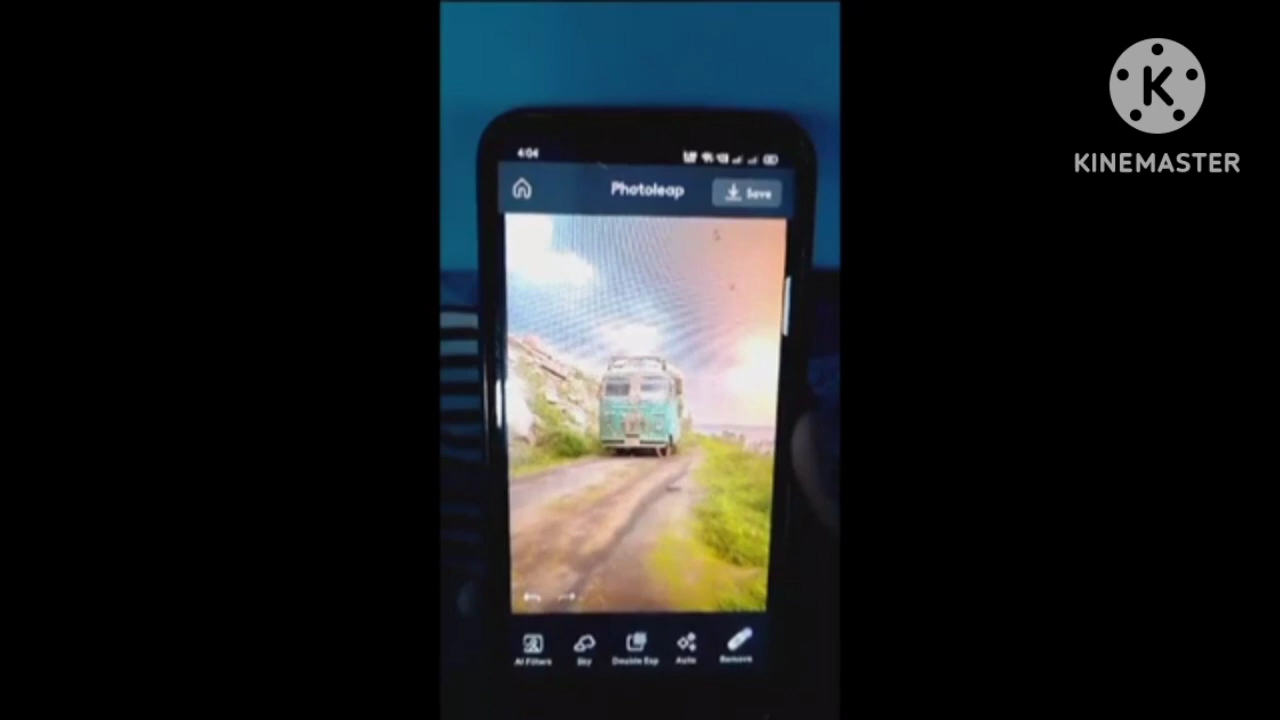 K
KINEMASTER
4:04
Photoleap
Save
AI Filters
Sky
Double Exp
Auto
Remove